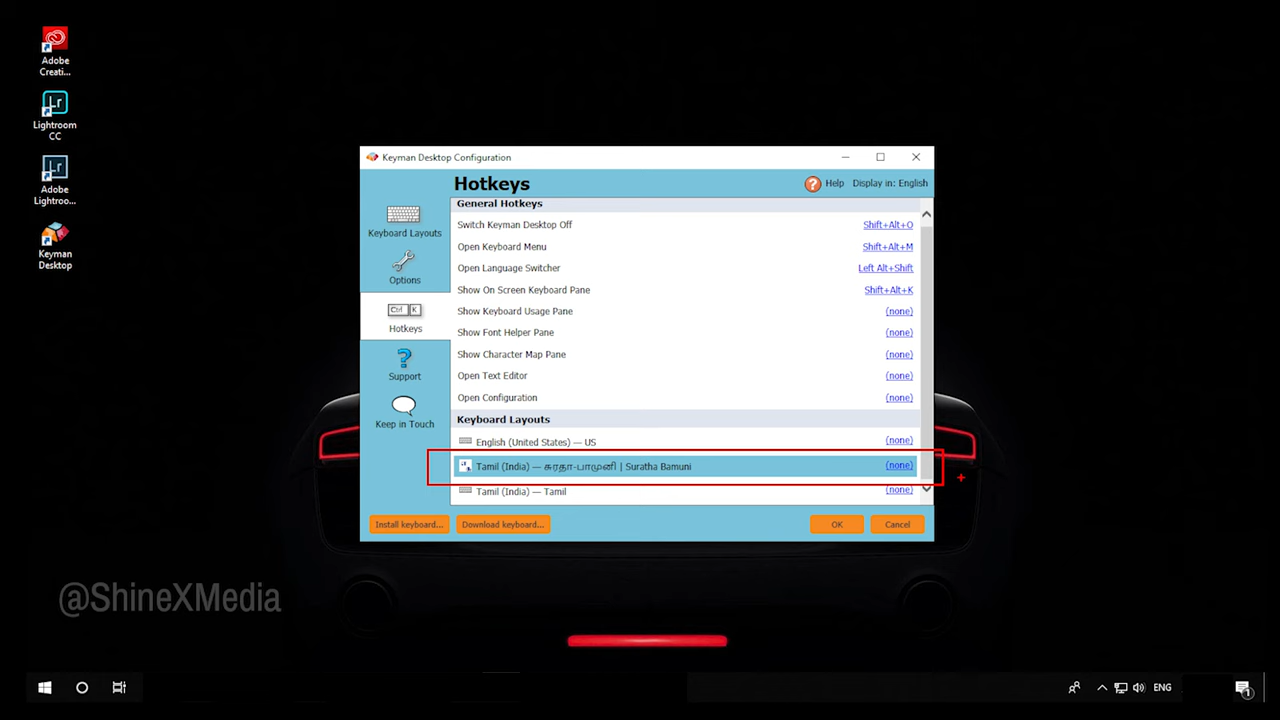 Adobe
Creati...
Lightroom
CC
Adobe
Lightroo...
Keyman
Desktop
Keyman Desktop Configuration
Hotkeys
Help Display in: English
Keyboard Layouts
Options
Ctrl K
Hotkeys
Support
Keep in Touch
General Hotkeys
Switch Keyman Desktop Off Shift+Alt+O
Open Keyboard Menu Shift+Alt+M
Open Language Switcher Left Alt+Shift
Show On Screen Keyboard Pane Shift+Alt+K
Show Keyboard Usage Pane (none)
Show Font Helper Pane (none)
Show Character Map Pane (none)
Open Text Editor (none)
Open Configuration (none)
Keyboard Layouts
English (United States) — US (none)
Tamil (India) — சுரதா-பாமுனி | Suratha Bamuni (none)
Tamil (India) — Tamil (none)
Install keyboard... Download keyboard... OK Cancel
@ShineXMedia
ENG
1